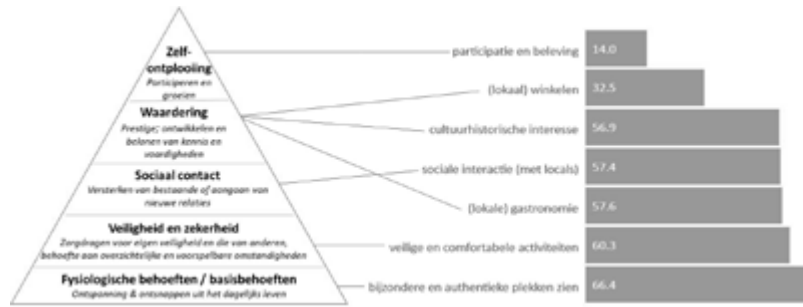 Zelf-
ontplooiing
Participeren en
groeien
Waardering
Prestige; ontwikkelen en
belonen van kennis en
vaardigheden
Sociaal contact
Versterken van bestaande of aangaan van
nieuwe relaties
Veiligheid en zekerheid
Zorgdragen voor eigen veiligheid en die van anderen,
behoefte aan overzichtelijke en voorspelbare omstandigheden
Fysiologische behoeften / basisbehoeften
Ontspanning & ontsnappen uit het dagelijks leven
participatie en beleving 14.0
(lokaal) winkelen 32.5
cultuurhistorische interesse 56.9
sociale interactie (met locals) 57.4
(lokale) gastronomie 57.6
veilige en comfortabele activiteiten 60.3
bijzondere en authentieke plekken zien 66.4